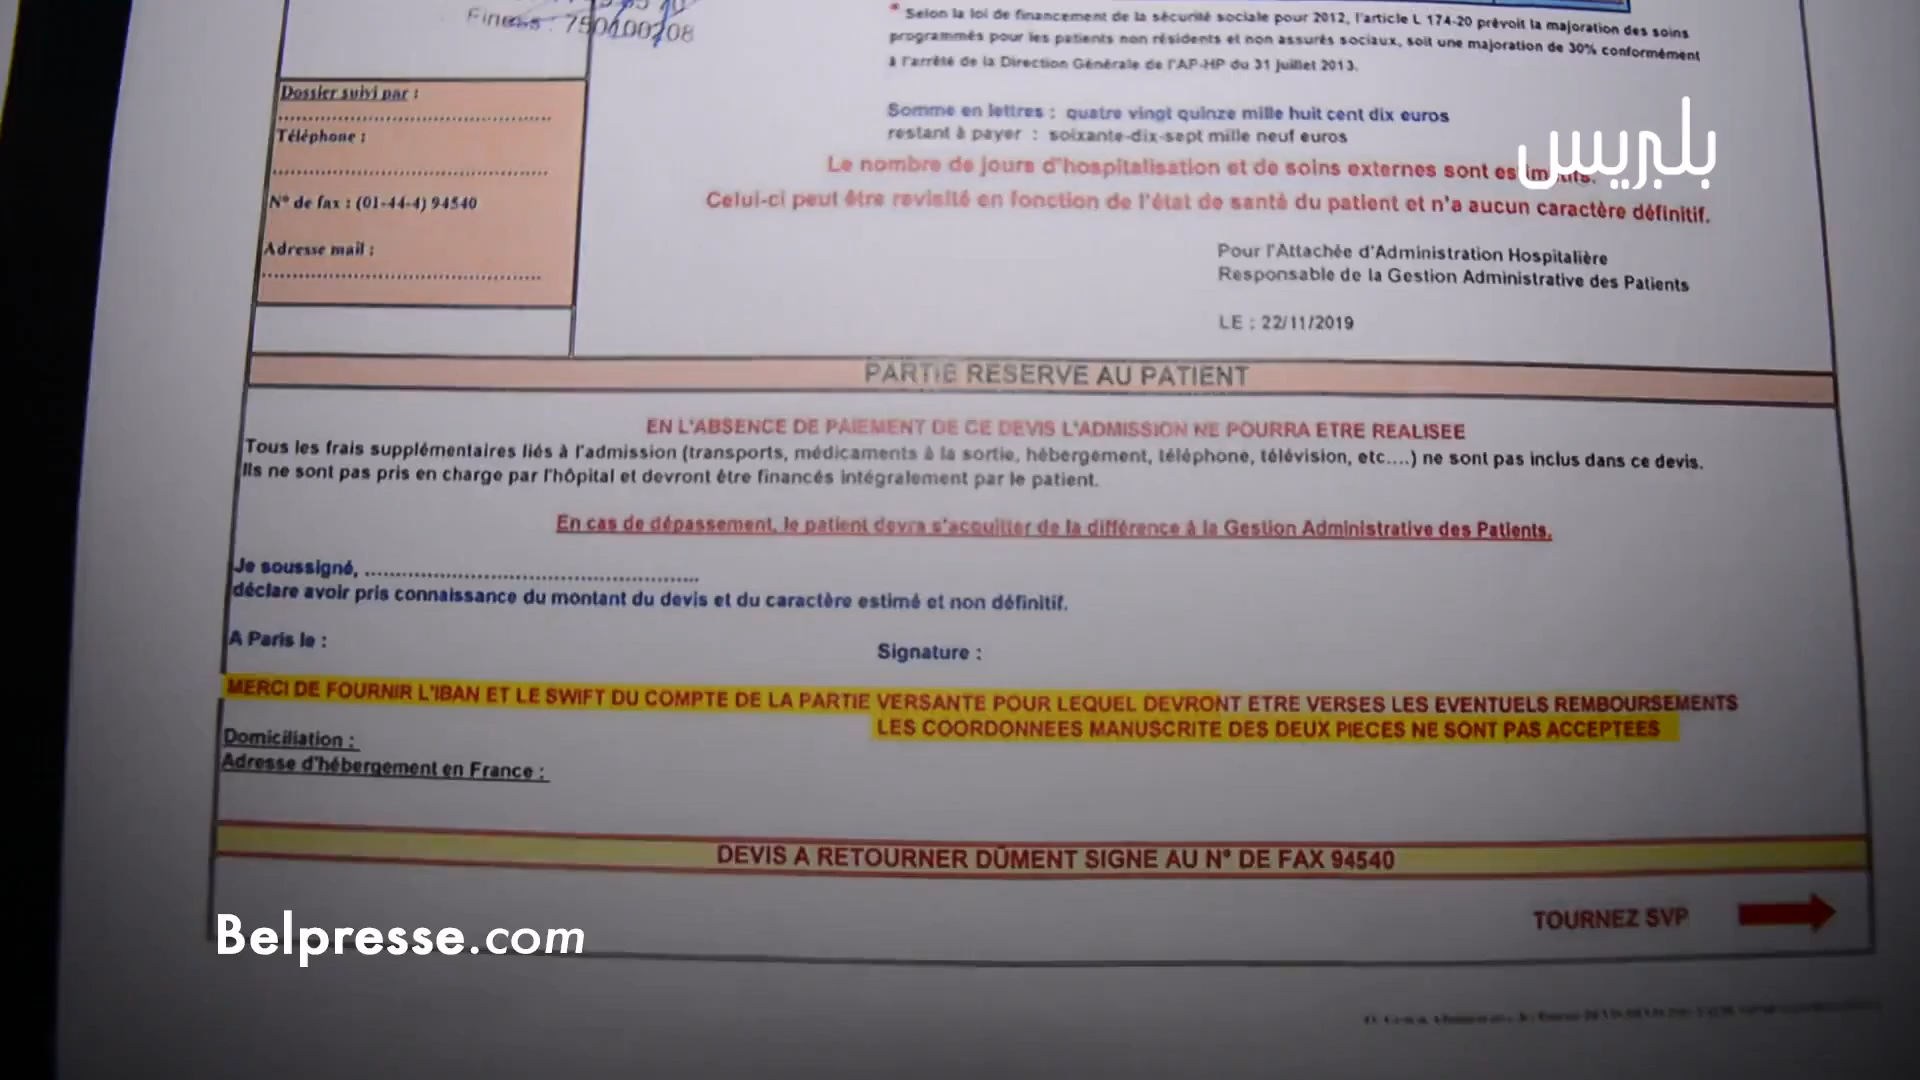 Finess : 750100208
* Selon la loi de financement de la sécurité sociale pour 2012, l'article L 174-20 prévoit la majoration des soins
programmés pour les patients non résidents et non assurés sociaux, soit une majoration de 30% conformément
à l'arrêté de la Direction Générale de l'AP-HP du 31 juillet 2013.
Dossier suivi par :
Téléphone :
N° de fax : (01-44-4) 94540
Adresse mail :
Somme en lettres : quatre vingt quinze mille huit cent dix euros
restant à payer : soixante-dix-sept mille neuf euros
بلبريس
Le nombre de jours d'hospitalisation et de soins externes sont estimatifs.
Celui-ci peut être revisité en fonction de l'état de santé du patient et n'a aucun caractère définitif.
Pour l'Attachée d'Administration Hospitalière
Responsable de la Gestion Administrative des Patients
LE : 22/11/2019
PARTIE RESERVE AU PATIENT
EN L'ABSENCE DE PAIEMENT DE CE DEVIS L'ADMISSION NE POURRA ETRE REALISEE
Tous les frais supplémentaires liés à l'admission (transports, médicaments à la sortie, hébergement, téléphone, télévision, etc....) ne sont pas inclus dans ce devis.
Ils ne sont pas pris en charge par l'hôpital et devront être financés intégralement par le patient.
En cas de dépassement, le patient devra s'acquitter de la différence à la Gestion Administrative des Patients.
Je soussigné, ....................................................
déclare avoir pris connaissance du montant du devis et du caractère estimé et non définitif.
A Paris le :
Signature :
MERCI DE FOURNIR L'IBAN ET LE SWIFT DU COMPTE DE LA PARTIE VERSANTE POUR LEQUEL DEVRONT ETRE VERSES LES EVENTUELS REMBOURSEMENTS
LES COORDONNEES MANUSCRITE DES DEUX PIECES NE SONT PAS ACCEPTEES
Domiciliation :
Adresse d'hébergement en France :
DEVIS A RETOURNER DÛMENT SIGNE AU N° DE FAX 94540
TOURNEZ SVP
Belpresse.com